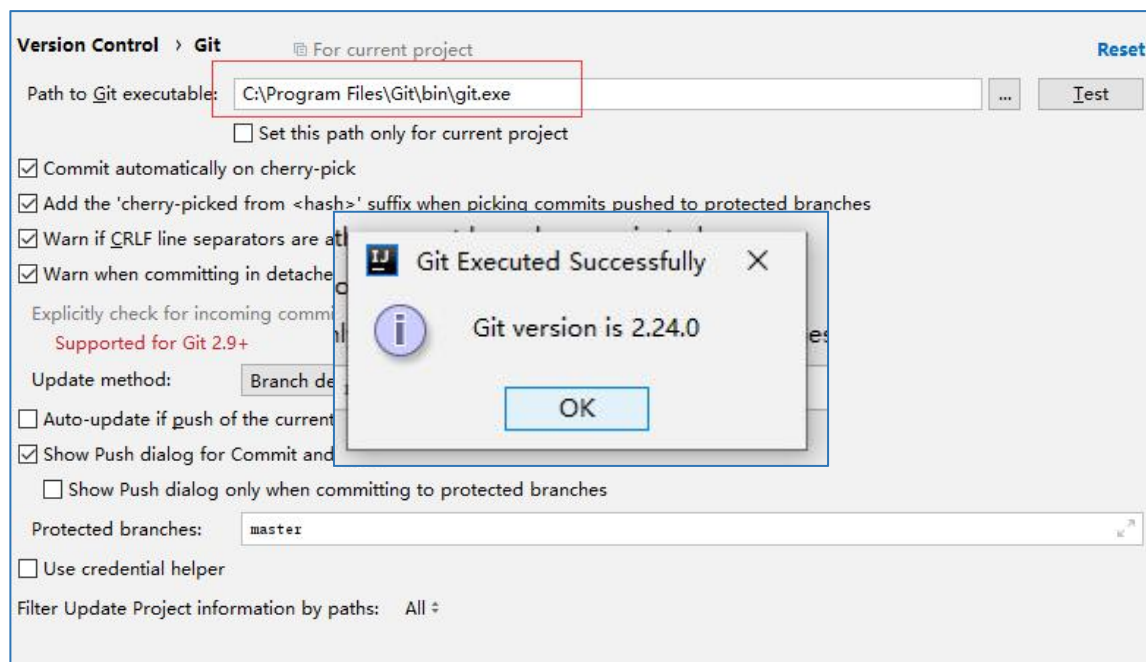 Version Control › Git
For current project
Reset
Path to Git executable:
C:\Program Files\Git\bin\git.exe
...
Test
Set this path only for current project
Commit automatically on cherry-pick
Add the 'cherry-picked from <hash>' suffix when picking commits pushed to protected branches
Warn if CRLF line separators are
Warn when committing in detache
Explicitly check for incoming commi
Supported for Git 2.9+
Update method:
Branch de
Auto-update if push of the current
Show Push dialog for Commit and
Show Push dialog only when committing to protected branches
Protected branches:
master
Use credential helper
Filter Update Project information by paths:
All
IJ
Git Executed Successfully
Git version is 2.24.0
OK